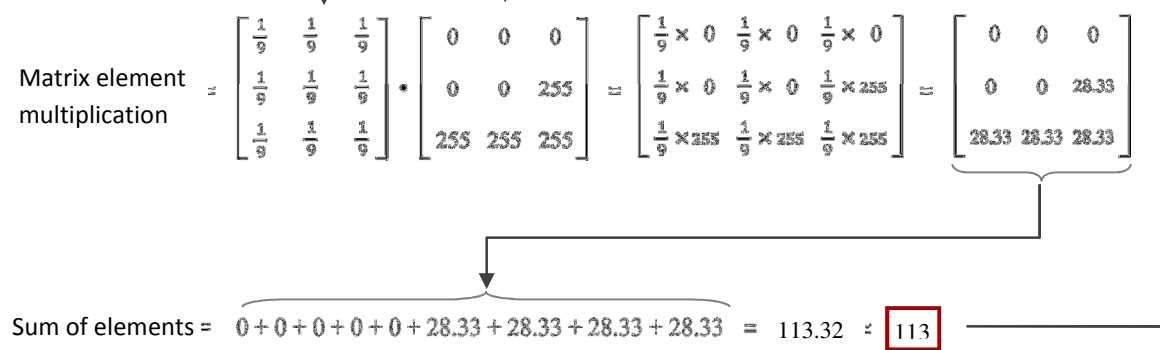 Matrix element multiplication = [ 1/9 1/9 1/9 ; 1/9 1/9 1/9 ; 1/9 1/9 1/9 ] • [ 0 0 0 ; 0 0 255 ; 255 255 255 ] = [ 1/9 × 0 1/9 × 0 1/9 × 0 ; 1/9 × 0 1/9 × 0 1/9 × 255 ; 1/9 × 255 1/9 × 255 1/9 × 255 ] = [ 0 0 0 ; 0 0 28.33 ; 28.33 28.33 28.33 ]
Sum of elements = 0 + 0 + 0 + 0 + 0 + 28.33 + 28.33 + 28.33 + 28.33 = 113.32 = 113